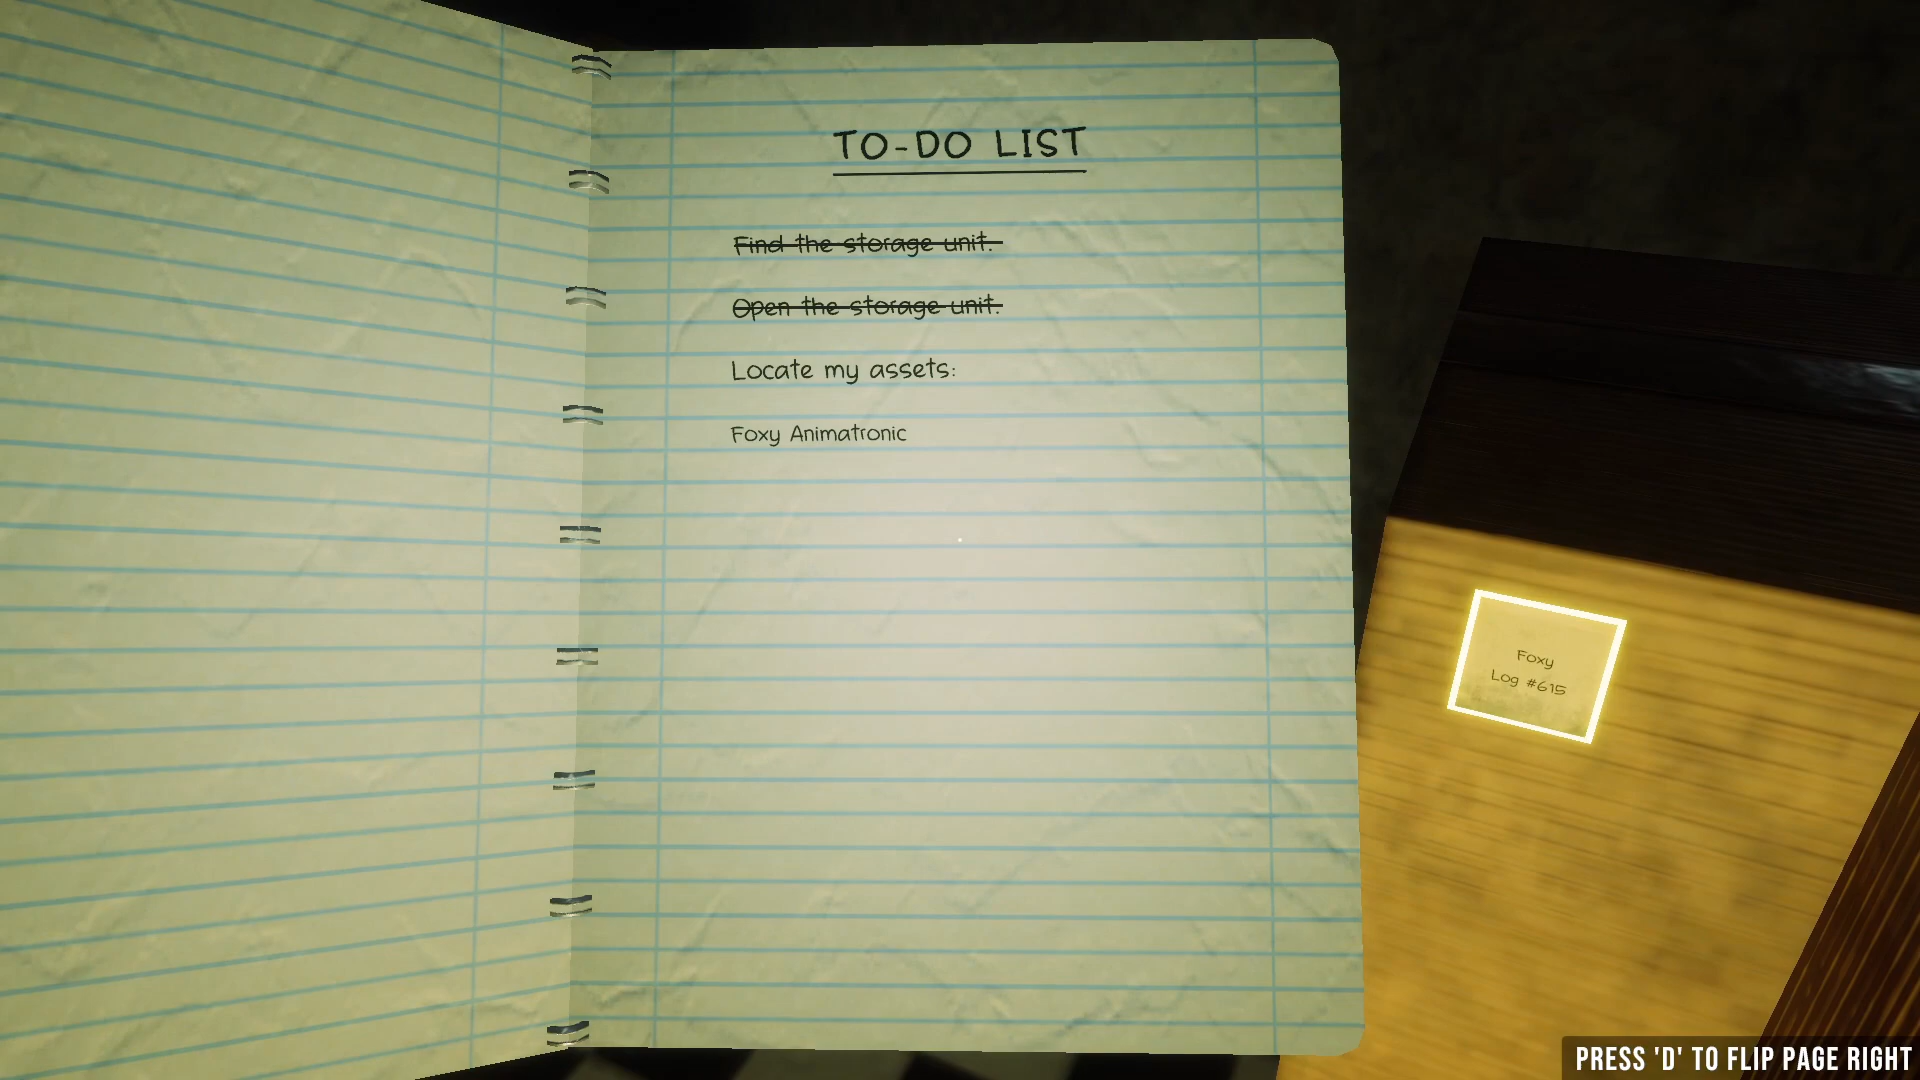 TO-DO LIST
Find the storage unit.
Open the storage unit.
Locate my assets:
Foxy Animatronic
Foxy
Log #615
PRESS 'D' TO FLIP PAGE RIGHT